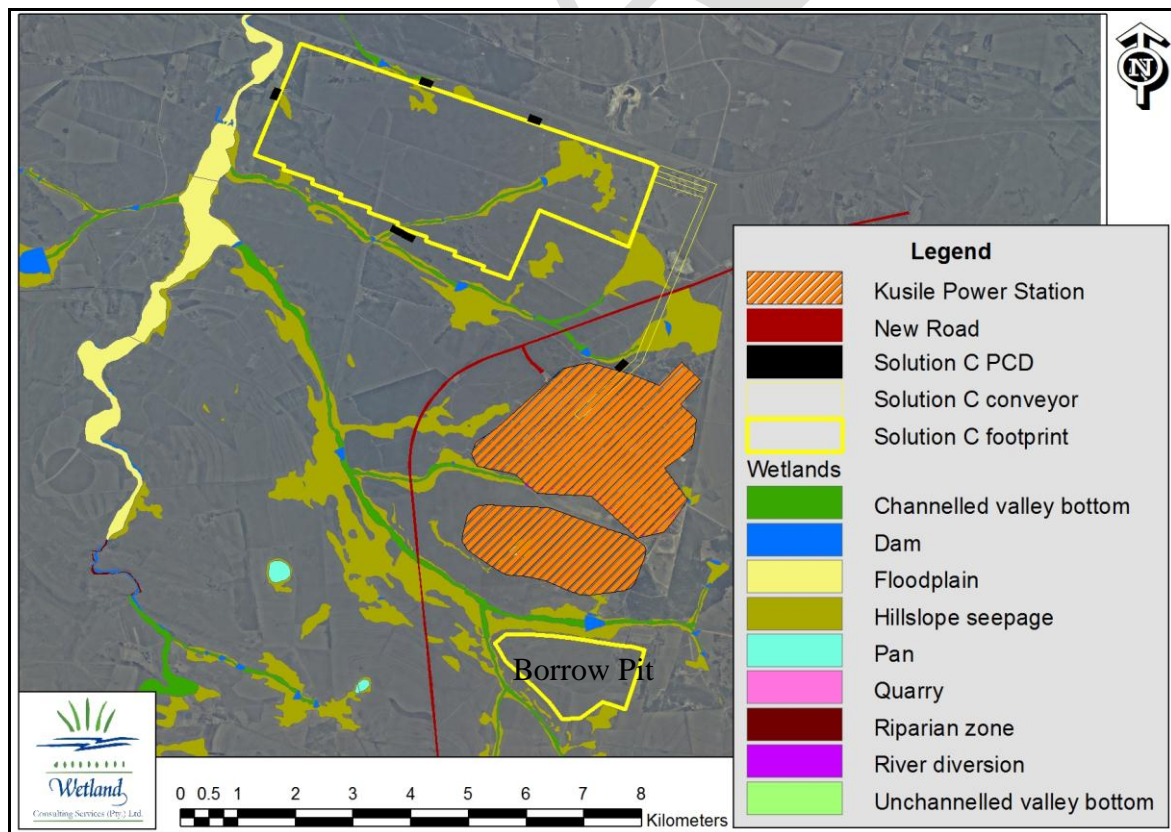 N
Legend
Kusile Power Station
New Road
Solution C PCD
Solution C conveyor
Solution C footprint
Wetlands
Channelled valley bottom
Dam
Floodplain
Hillslope seepage
Pan
Quarry
Riparian zone
River diversion
Unchannelled valley bottom
Borrow Pit
Wetland
Consulting Services (Pty.) Ltd.
0 0.5 1 2 3 4 5 6 7 8
Kilometers